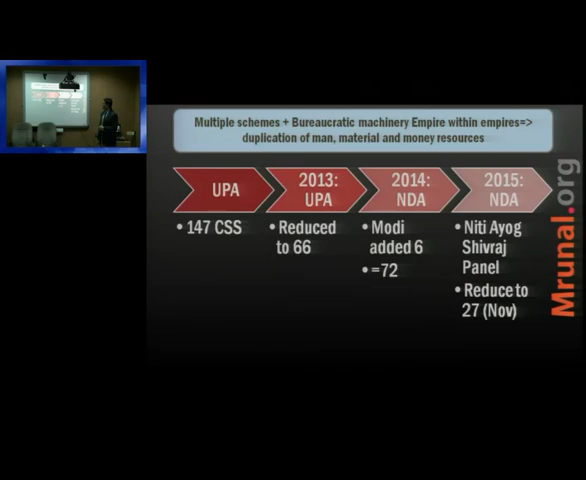 Multiple schemes + Bureaucratic machinery Empire within empires=>
duplication of man, material and money resources
UPA
2013:
UPA
2014:
NDA
2015:
NDA
• 147 CSS
• Reduced
to 66
• Modi
added 6
• =72
• Niti Ayog
Shivraj
Panel
• Reduce to
27 (Nov)
Mrunal.org